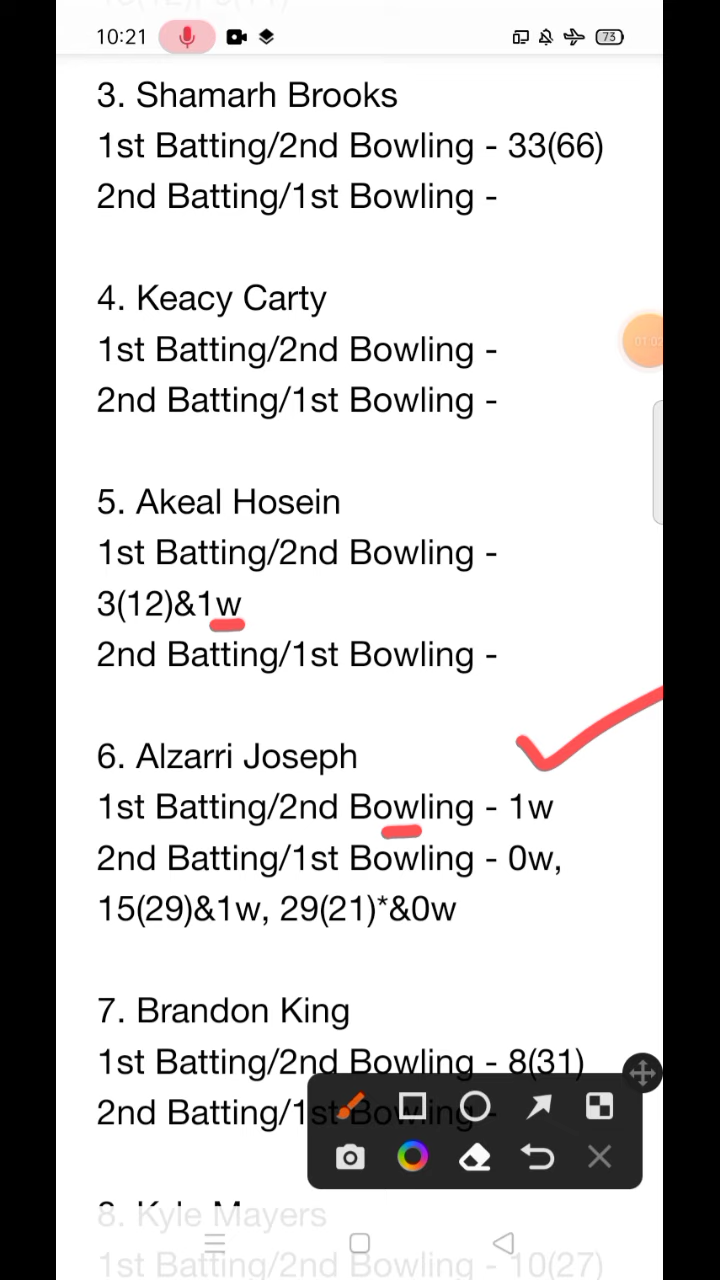 10:21
73
3. Shamarh Brooks
1st Batting/2nd Bowling - 33(66)
2nd Batting/1st Bowling -
4. Keacy Carty
1st Batting/2nd Bowling -
2nd Batting/1st Bowling -
5. Akeal Hosein
1st Batting/2nd Bowling -
3(12)&1w
2nd Batting/1st Bowling -
6. Alzarri Joseph
1st Batting/2nd Bowling - 1w
2nd Batting/1st Bowling - 0w,
15(29)&1w, 29(21)*&0w
7. Brandon King
1st Batting/2nd Bowling - 8(31)
2nd Batting/1st Bowling -
8. Kyle Mayers
1st Batting/2nd Bowling - 10(27)